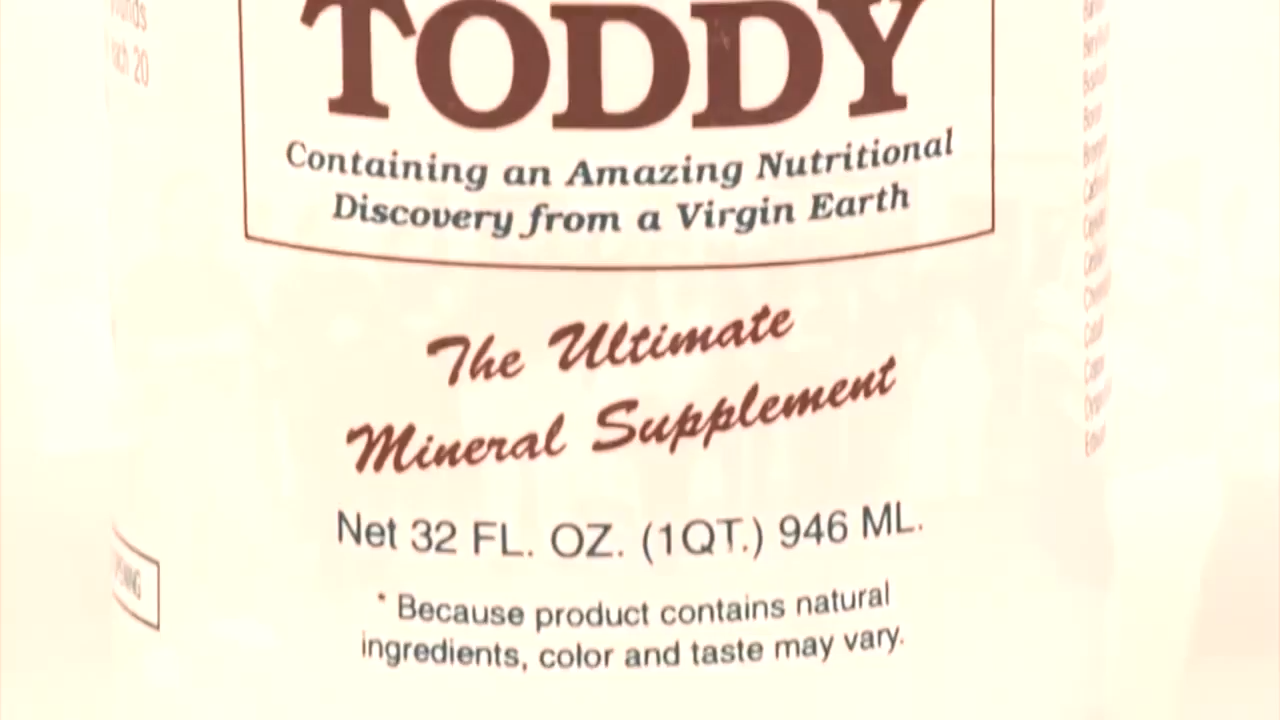 TODDY
Containing an Amazing Nutritional
Discovery from a Virgin Earth
The Ultimate
Mineral Supplement
Net 32 FL. OZ. (1QT.) 946 ML.
* Because product contains natural
ingredients, color and taste may vary.
20